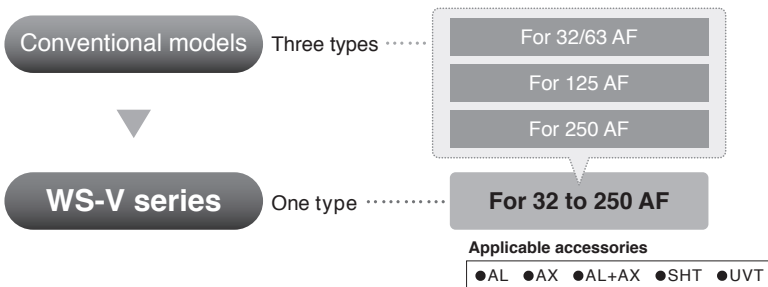 Conventional models Three types ······ For 32/63 AF
For 125 AF
For 250 AF
WS-V series One type ·········· For 32 to 250 AF
Applicable accessories
●AL ●AX ●AL+AX ●SHT ●UVT